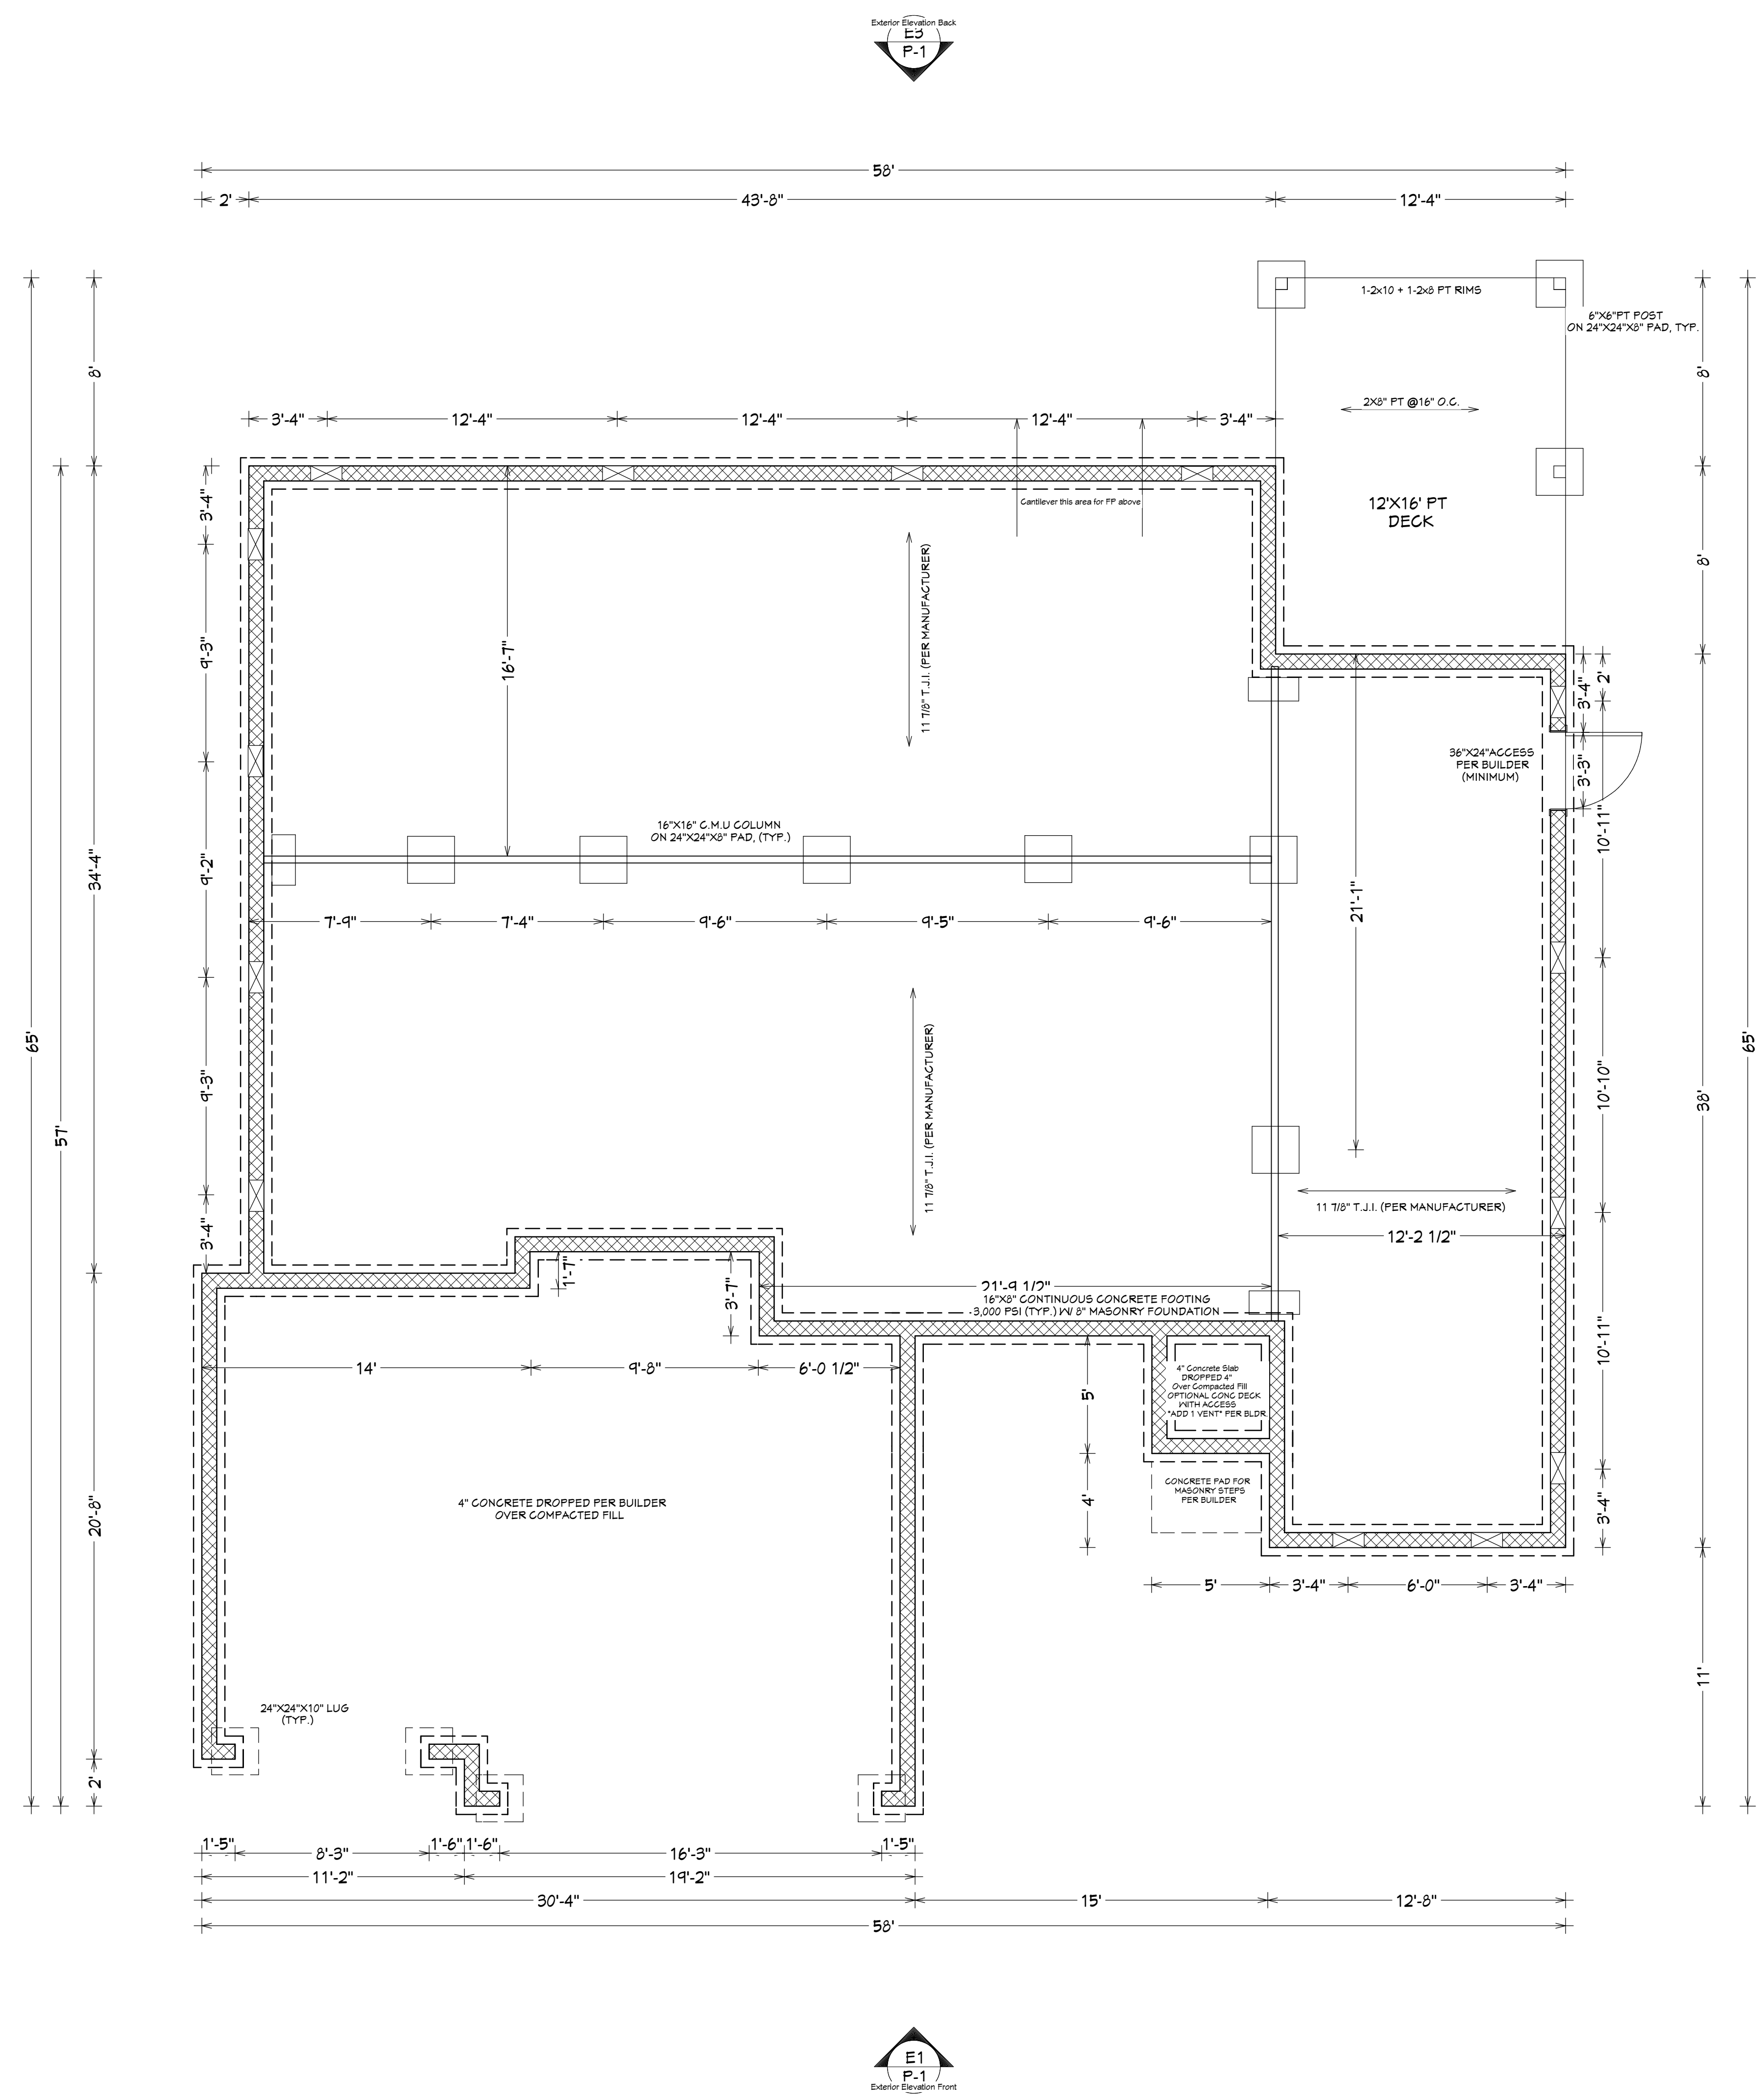 Exterior Elevation Back
E3
P-1
58'
2'
43'-8"
12'-4"
1-2x10 + 1-2x8 PT RIMS
6"X6"PT POST
ON 24"X24"X8" PAD, TYP.
8'
8'
2X8" PT @16" O.C.
3'-4"
12'-4"
12'-4"
12'-4"
3'-4"
Cantilever this area for FP above
12'X16' PT
DECK
3'-4"
8'
9'-3"
16'-7"
11 7/8" T.J.I. (PER MANUFACTURER)
3'-4"
2'
36"X24"ACCESS
PER BUILDER
(MINIMUM)
3'-3"
10'-11"
16"X16" C.M.U COLUMN
ON 24"X24"X8" PAD, (TYP.)
34'-4"
9'-2"
21'-1"
7'-9"
7'-4"
9'-6"
9'-5"
9'-6"
65'
57'
9'-3"
11 7/8" T.J.I. (PER MANUFACTURER)
10'-10"
38'
65'
3'-4"
11 7/8" T.J.I. (PER MANUFACTURER)
12'-2 1/2"
1'-7"
3'-7"
21'-9 1/2"
16"X8" CONTINUOUS CONCRETE FOOTING
3,000 PSI (TYP.) W/ 8" MASONRY FOUNDATION
10'-11"
14'
9'-8"
6'-0 1/2"
5'
4" Concrete Slab
DROPPED 4"
Over Compacted Fill
OPTIONAL CONC DECK
WITH ACCESS
"ADD 1 VENT" PER BLDR.
20'-8"
4" CONCRETE DROPPED PER BUILDER
OVER COMPACTED FILL
4'
CONCRETE PAD FOR
MASONRY STEPS
PER BUILDER
3'-4"
5'
3'-4"
6'-0"
3'-4"
11'
24"X24"X10" LUG
(TYP.)
2'
1'-5"
8'-3"
1'-6"
1'-6"
16'-3"
1'-5"
11'-2"
19'-2"
30'-4"
15'
12'-8"
58'
E1
P-1
Exterior Elevation Front